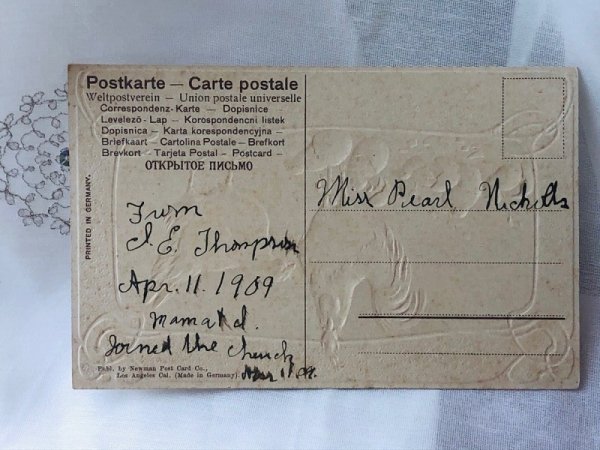 Postkarte — Carte postale
Weltpostverein — Union postale universelle
Correspondenz-Karte — Dopisnice
Levelező-Lap — Korospondencni listek
Dopisnica — Karta korespondencyjna —
Briefkaart — Cartolina Postale — Brefkort
Brevkort — Tarjeta Postal — Postcard —
ОТКРЫТОЕ ПИСЬМО
PRINTED IN GERMANY.
From
S. E. Thompson
Apr. 11. 1909
Joined the church
Publ. by Newman Post Card Co.,
Los Angeles Cal. (Made in Germany)
Miss Pearl Nicholls